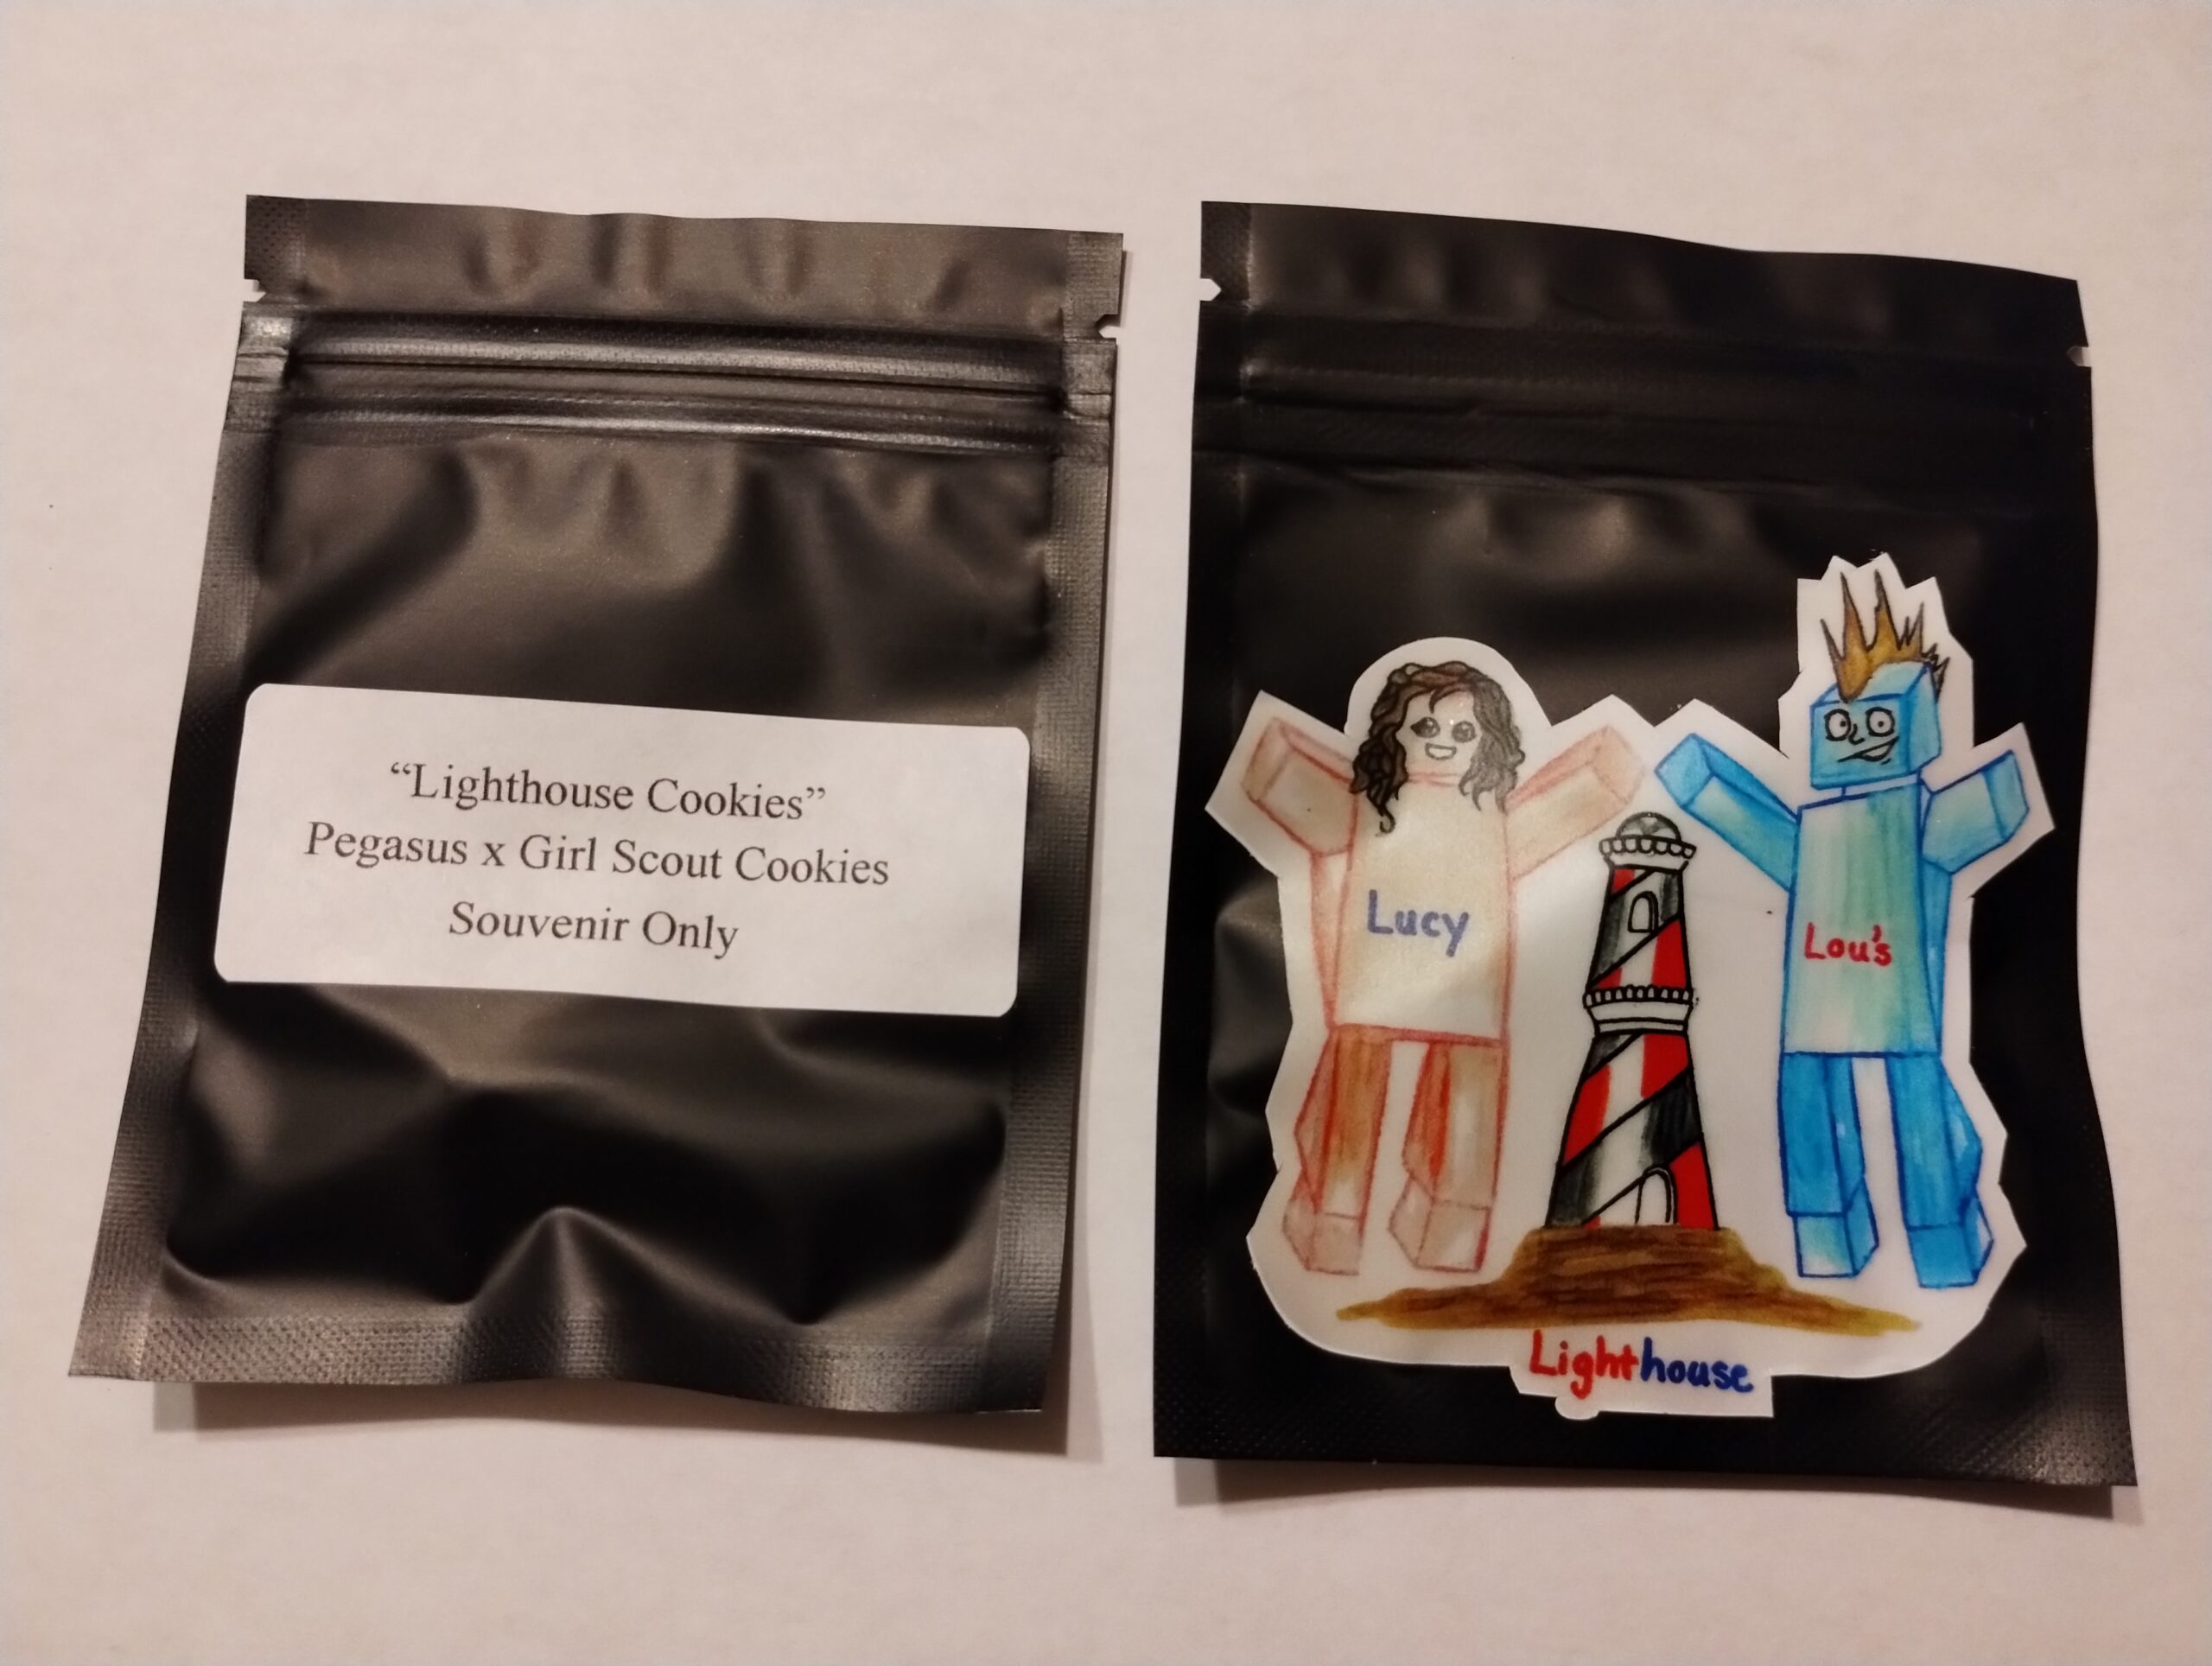 “Lighthouse Cookies”
Pegasus x Girl Scout Cookies
Souvenir Only
Lucy
Lou's
Lighthouse